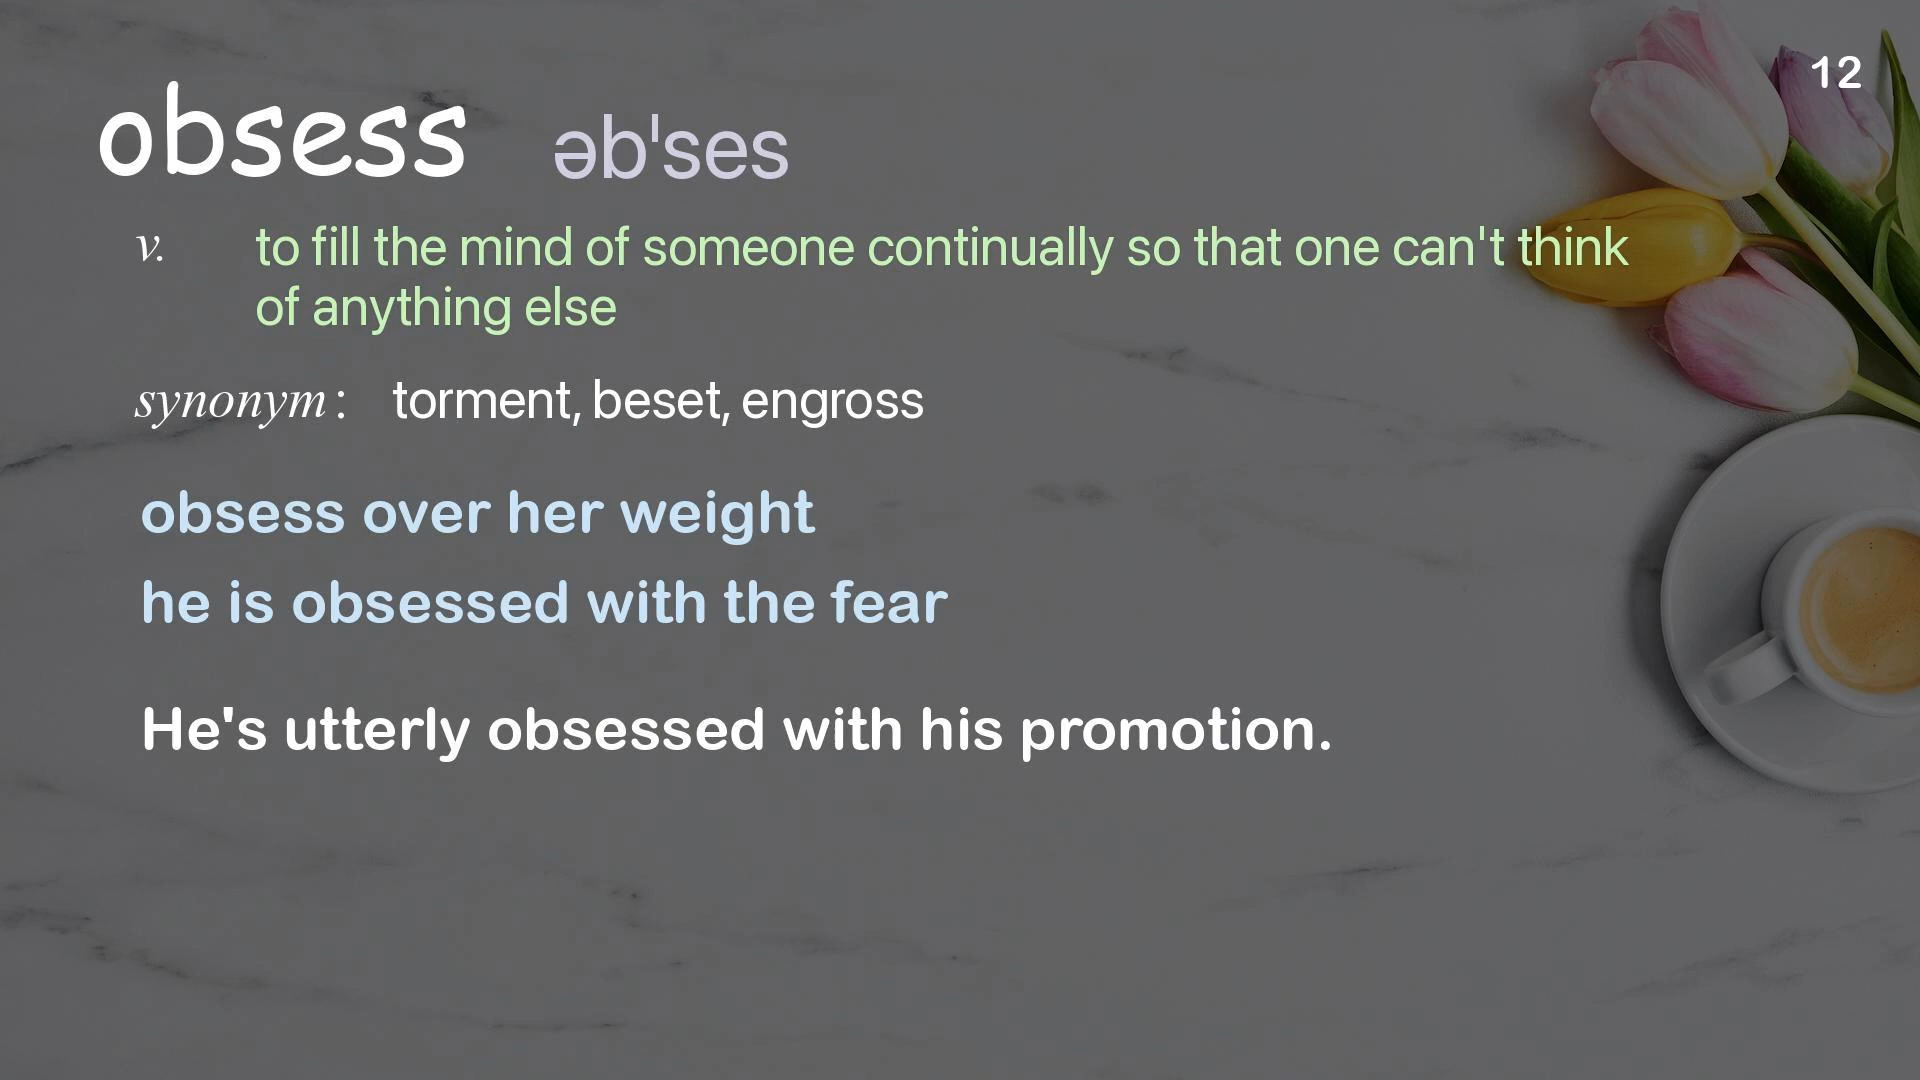 12
obsess əb'ses
v. to fill the mind of someone continually so that one can't think
of anything else
synonym: torment, beset, engross
obsess over her weight
he is obsessed with the fear
He's utterly obsessed with his promotion.